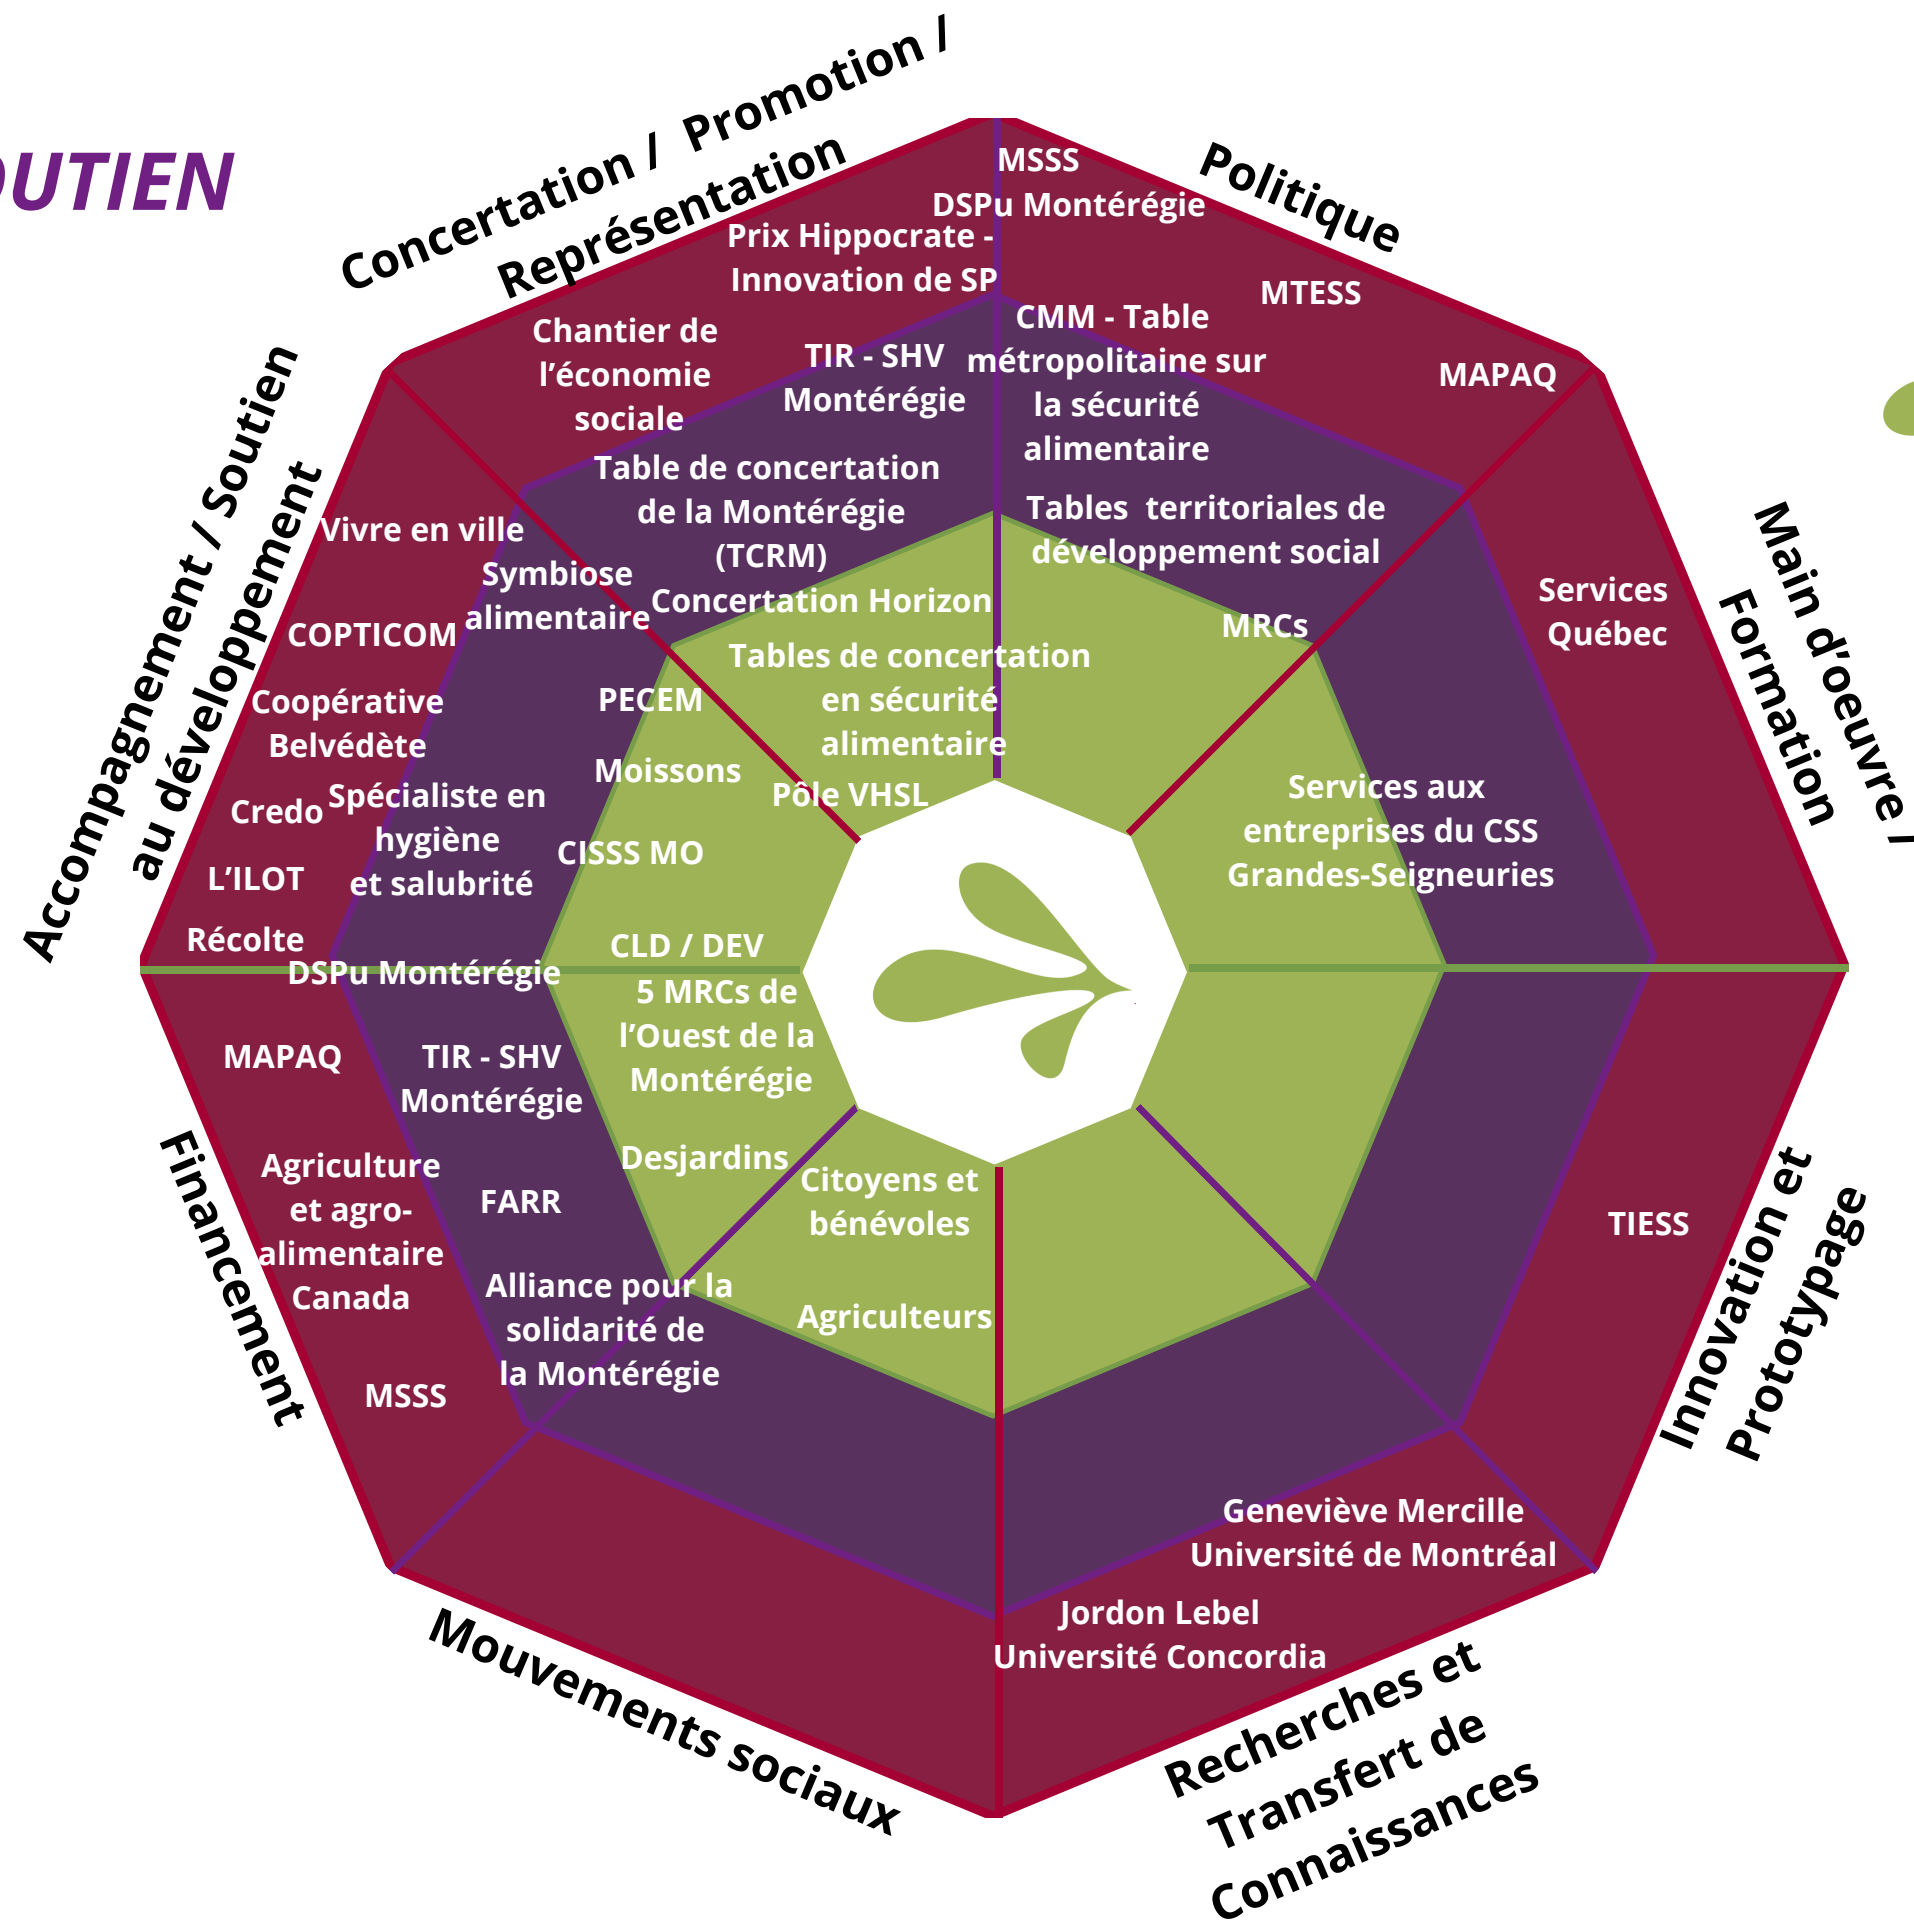 OUTIEN
Concertation / Promotion /
Représentation
Politique
Main d'oeuvre /
Formation
Innovation et
Prototypage
Recherches et
Transfert de
Connaissances
Mouvements sociaux
Financement
Accompagnement / Soutien
au développement
MSSS
DSPu Montérégie
Prix Hippocrate -
Innovation de SP
MTESS
CMM - Table
métropolitaine sur
la sécurité
alimentaire
MAPAQ
Chantier de
l'économie
sociale
TIR - SHV
Montérégie
Table de concertation
de la Montérégie
(TCRM)
Tables territoriales de
développement social
Concertation Horizon
MRCs
Tables de concertation
en sécurité
alimentaire
Pôle VHSL
Services
Québec
Services aux
entreprises du CSS
Grandes-Seigneuries
Vivre en ville
Symbiose
alimentaire
COPTICOM
PECEM
Coopérative
Belvédète
Moissons
Spécialiste en
hygiène
et salubrité
Credo
CISSS MO
L'ILOT
Récolte
CLD / DEV
DSPu Montérégie
5 MRCs de
l'Ouest de la
Montérégie
MAPAQ
TIR - SHV
Montérégie
Desjardins
Agriculture
et agro-
alimentaire
Canada
FARR
Alliance pour la
solidarité de
la Montérégie
MSSS
Citoyens et
bénévoles
Agriculteurs
TIESS
Geneviève Mercille
Université de Montréal
Jordon Lebel
Université Concordia